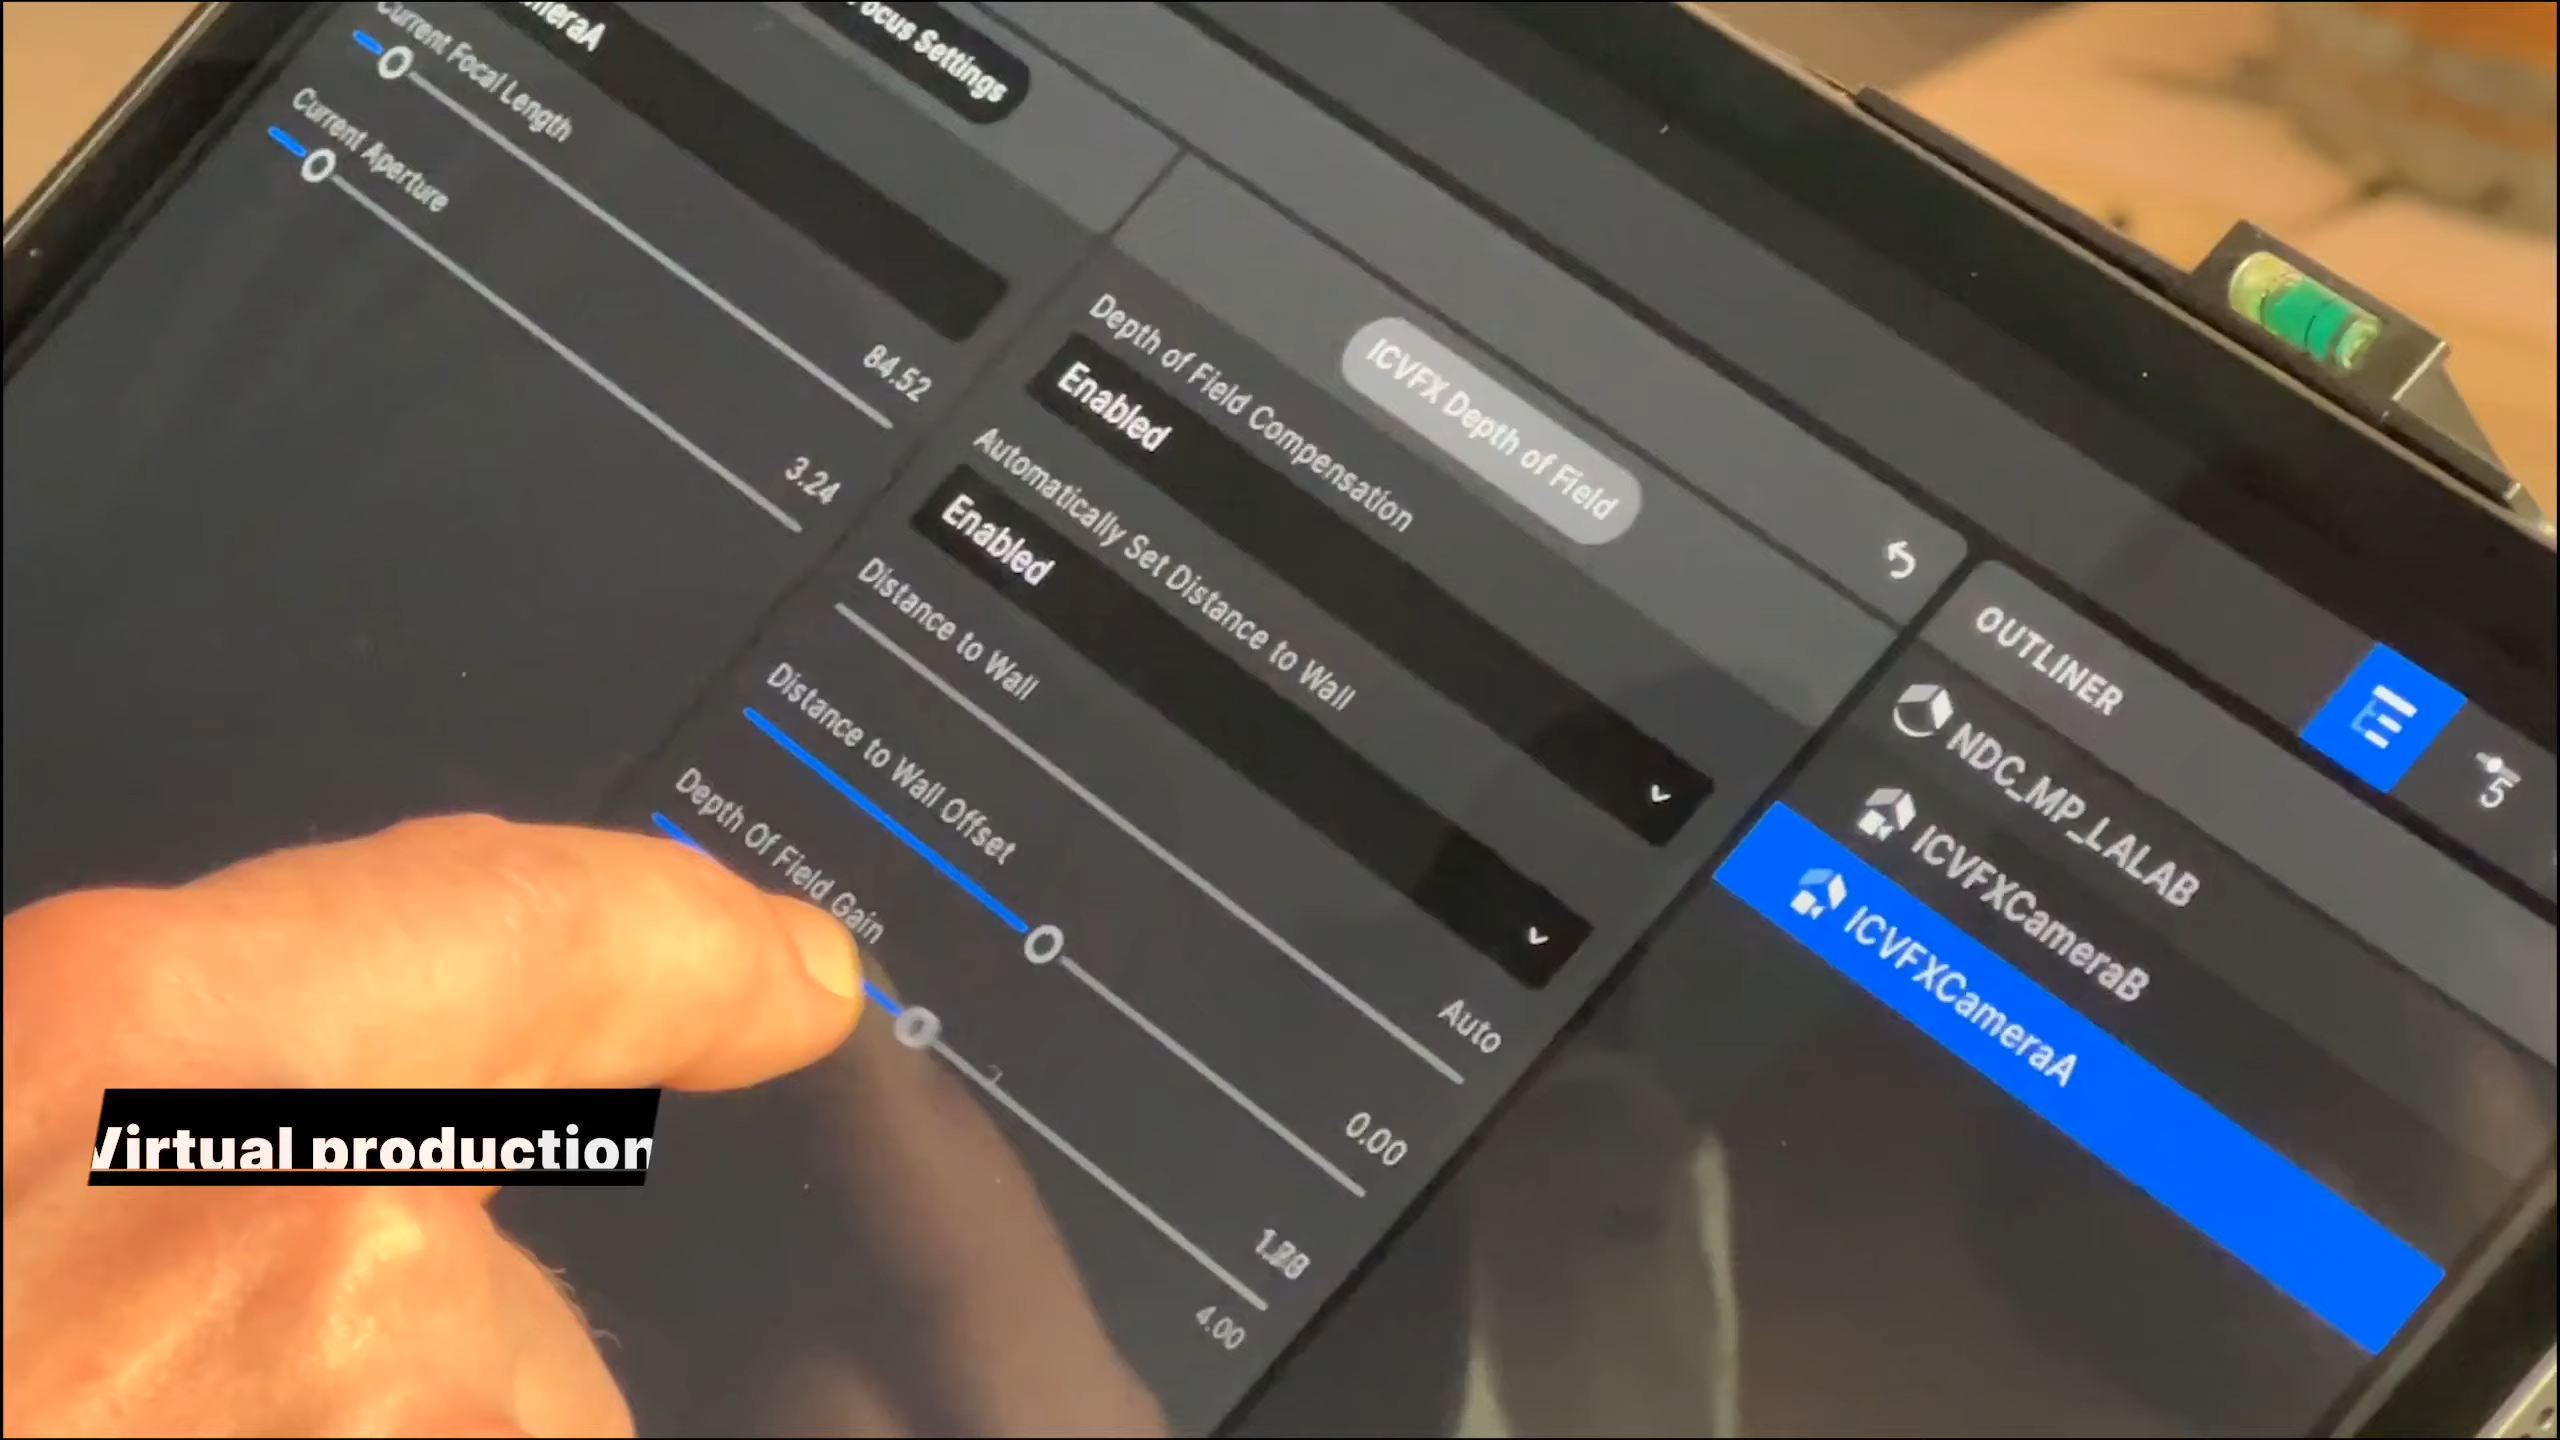 meraA
Focus Settings
Current Focal Length
84.52
Current Aperture
3.24
ICVFX Depth of Field
Depth of Field Compensation
Enabled
Automatically Set Distance to Wall
Enabled
Distance to Wall
Auto
Distance to Wall Offset
0.00
Depth Of Field Gain
4.00
OUTLINER
NDC_MP_LALAB
ICVFXCameraB
ICVFXCameraA
5
Virtual production